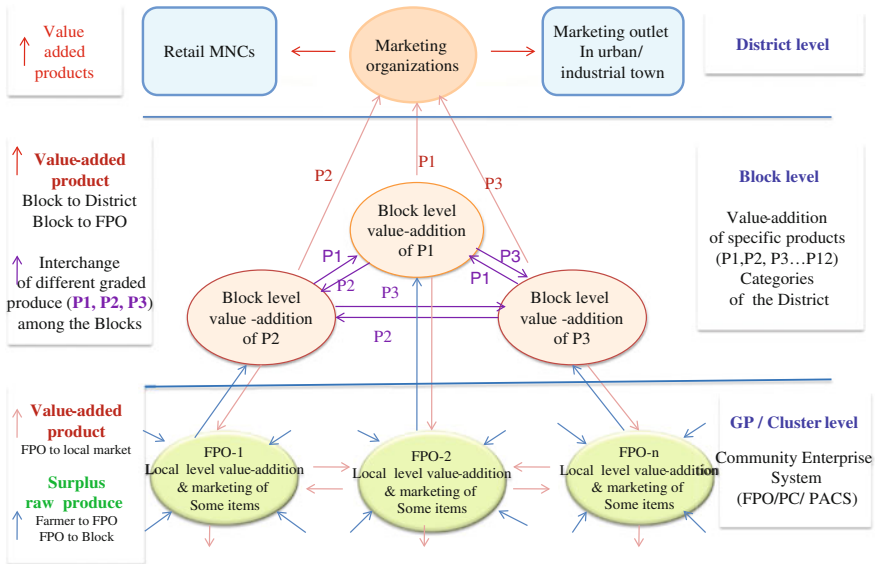 Value
added
products
Retail MNCs
Marketing
organizations
Marketing outlet
In urban/
industrial town
District level
Value-added
product
Block to District
Block to FPO
Interchange
of different graded
produce (P1, P2, P3)
among the Blocks
P2
P1
P3
Block level
value-addition
of P1
P1
P2
P3
P1
P3
P2
Block level
value -addition
of P2
Block level
value -addition
of P3
Block level
Value-addition
of specific products
(P1,P2, P3…P12)
Categories
of the District
Value-added
product
FPO to local market
Surplus
raw produce
Farmer to FPO
FPO to Block
FPO-1
Local level value-addition
& marketing of
Some items
FPO-2
Local level value-addition
& marketing of
Some items
FPO-n
Local level value-addition
& marketing of
Some items
GP / Cluster level
Community Enterprise
System
(FPO/PC/ PACS)